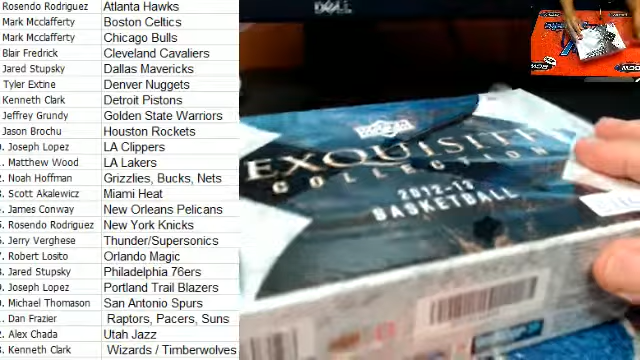 Rosendo Rodriguez Atlanta Hawks
Mark Mcclafferty Boston Celtics
Mark Mcclafferty Chicago Bulls
Blair Fredrick Cleveland Cavaliers
Jared Stupsky Dallas Mavericks
Tyler Extine Denver Nuggets
Kenneth Clark Detroit Pistons
Jeffrey Grundy Golden State Warriors
Jason Brochu Houston Rockets
Joseph Lopez LA Clippers
Matthew Wood LA Lakers
Noah Hoffman Grizzlies, Bucks, Nets
Scott Akalewicz Miami Heat
James Conway New Orleans Pelicans
Rosendo Rodriguez New York Knicks
Jerry Verghese Thunder/Supersonics
Robert Losito Orlando Magic
Jared Stupsky Philadelphia 76ers
Joseph Lopez Portland Trail Blazers
Michael Thomason San Antonio Spurs
Dan Frazier Raptors, Pacers, Suns
Alex Chada Utah Jazz
Kenneth Clark Wizards / Timberwolves
DELL
EXQUISITE
COLLECTION
2012-13
BASKETBALL